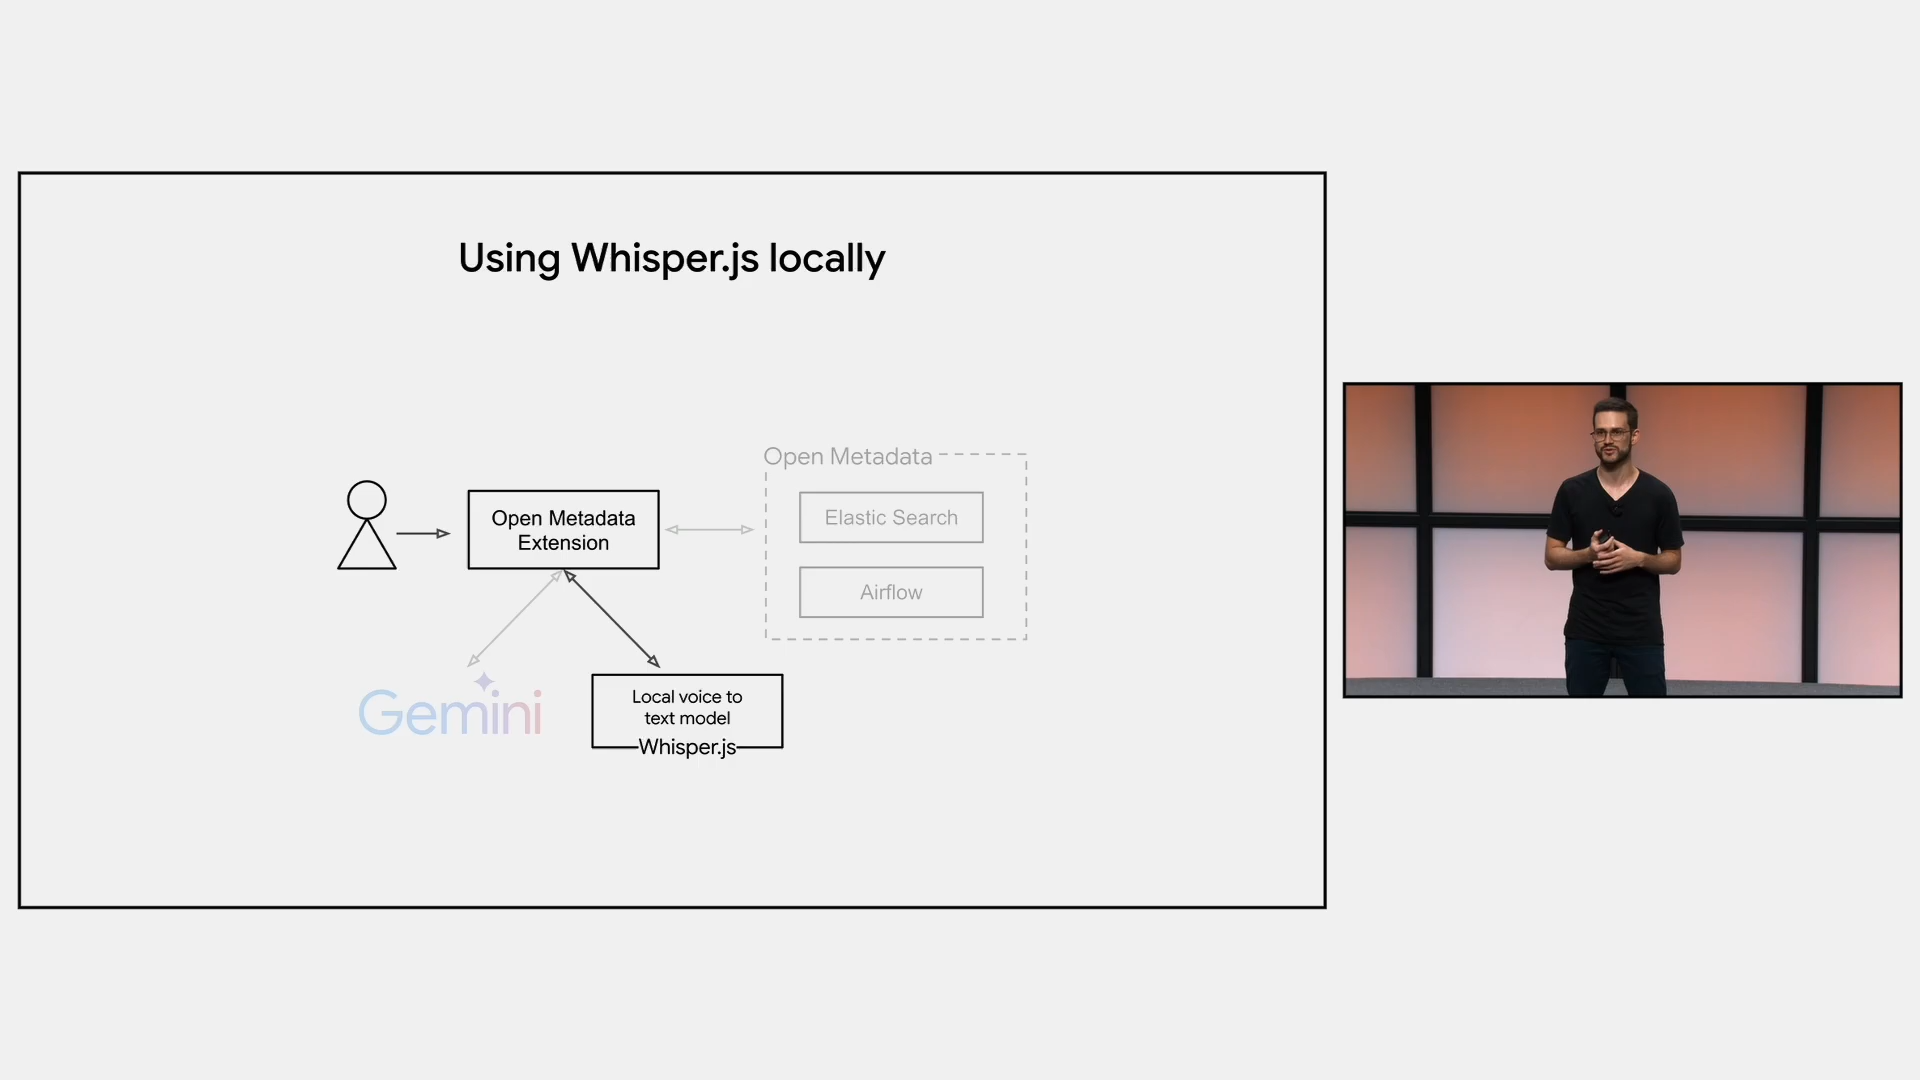 Using Whisper.js locally
Open Metadata
Open Metadata
Extension
Elastic Search
Airflow
Gemini
Local voice to
text model
Whisper.js